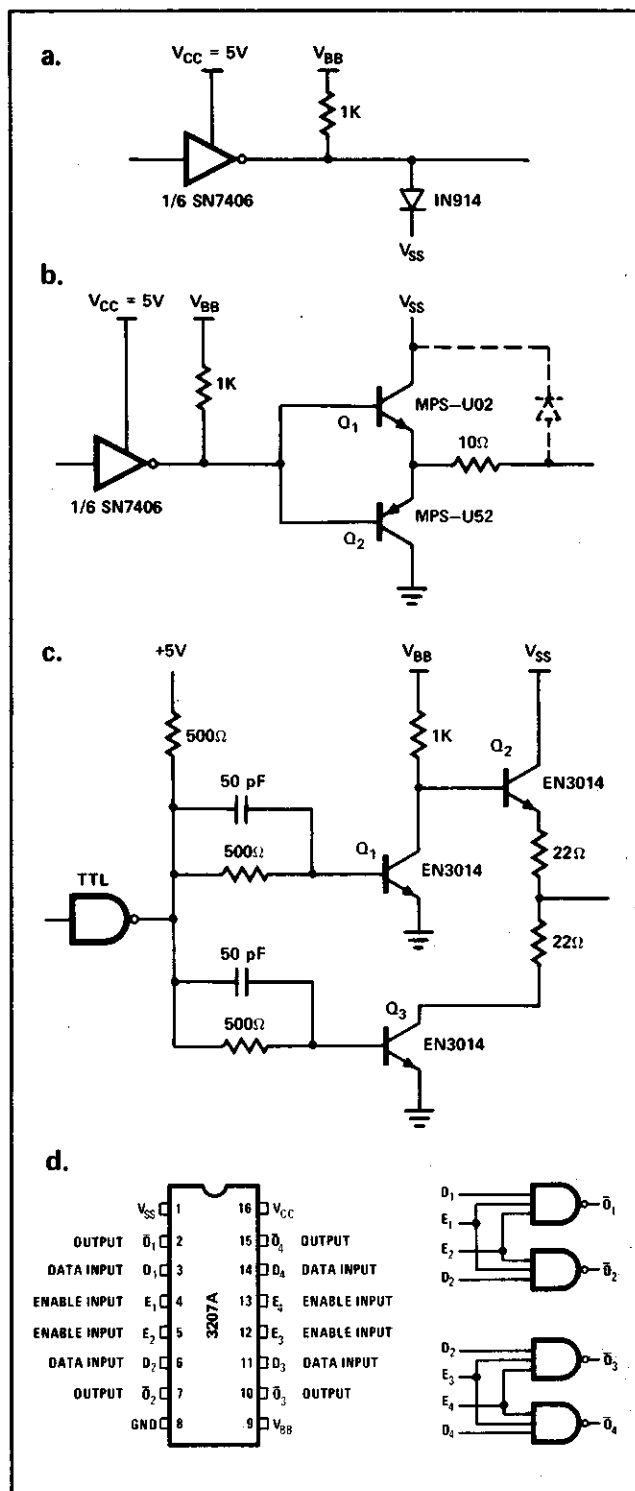 a.
V_CC = 5V V_BB
1K
1/6 SN7406
IN914
V_SS
b.
V_CC = 5V V_BB V_SS
1K
MPS–U02
Q1
10Ω
1/6 SN7406
MPS–U52
Q2
c.
+5V V_BB V_SS
500Ω
1K
Q2
50 pF
EN3014
500Ω
Q1
22Ω
EN3014
TTL
22Ω
50 pF
Q3
500Ω
EN3014
d.
V_SS 1 16 V_CC
OUTPUT Ō1 2 15 Ō4 OUTPUT
DATA INPUT D1 3 14 D4 DATA INPUT
ENABLE INPUT E1 4 13 E4 ENABLE INPUT
3207A
ENABLE INPUT E2 5 12 E3 ENABLE INPUT
DATA INPUT D2 6 11 D3 DATA INPUT
OUTPUT Ō2 7 10 Ō3 OUTPUT
GND 8 9 V_BB
D1
Ō1
E1
E2
Ō2
D2
D2
Ō3
E3
E4
Ō4
D4